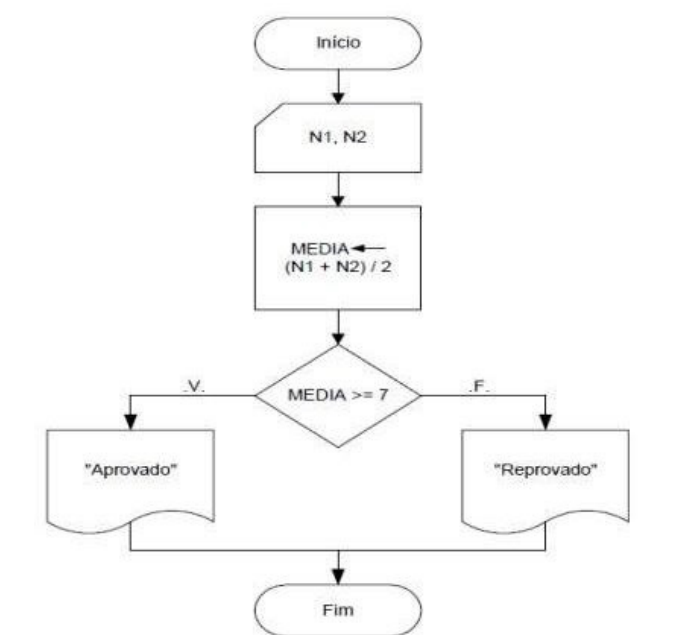 Início
N1, N2
MEDIA←
(N1 + N2) / 2
MEDIA >= 7
.V.
.F.
"Aprovado"
"Reprovado"
Fim